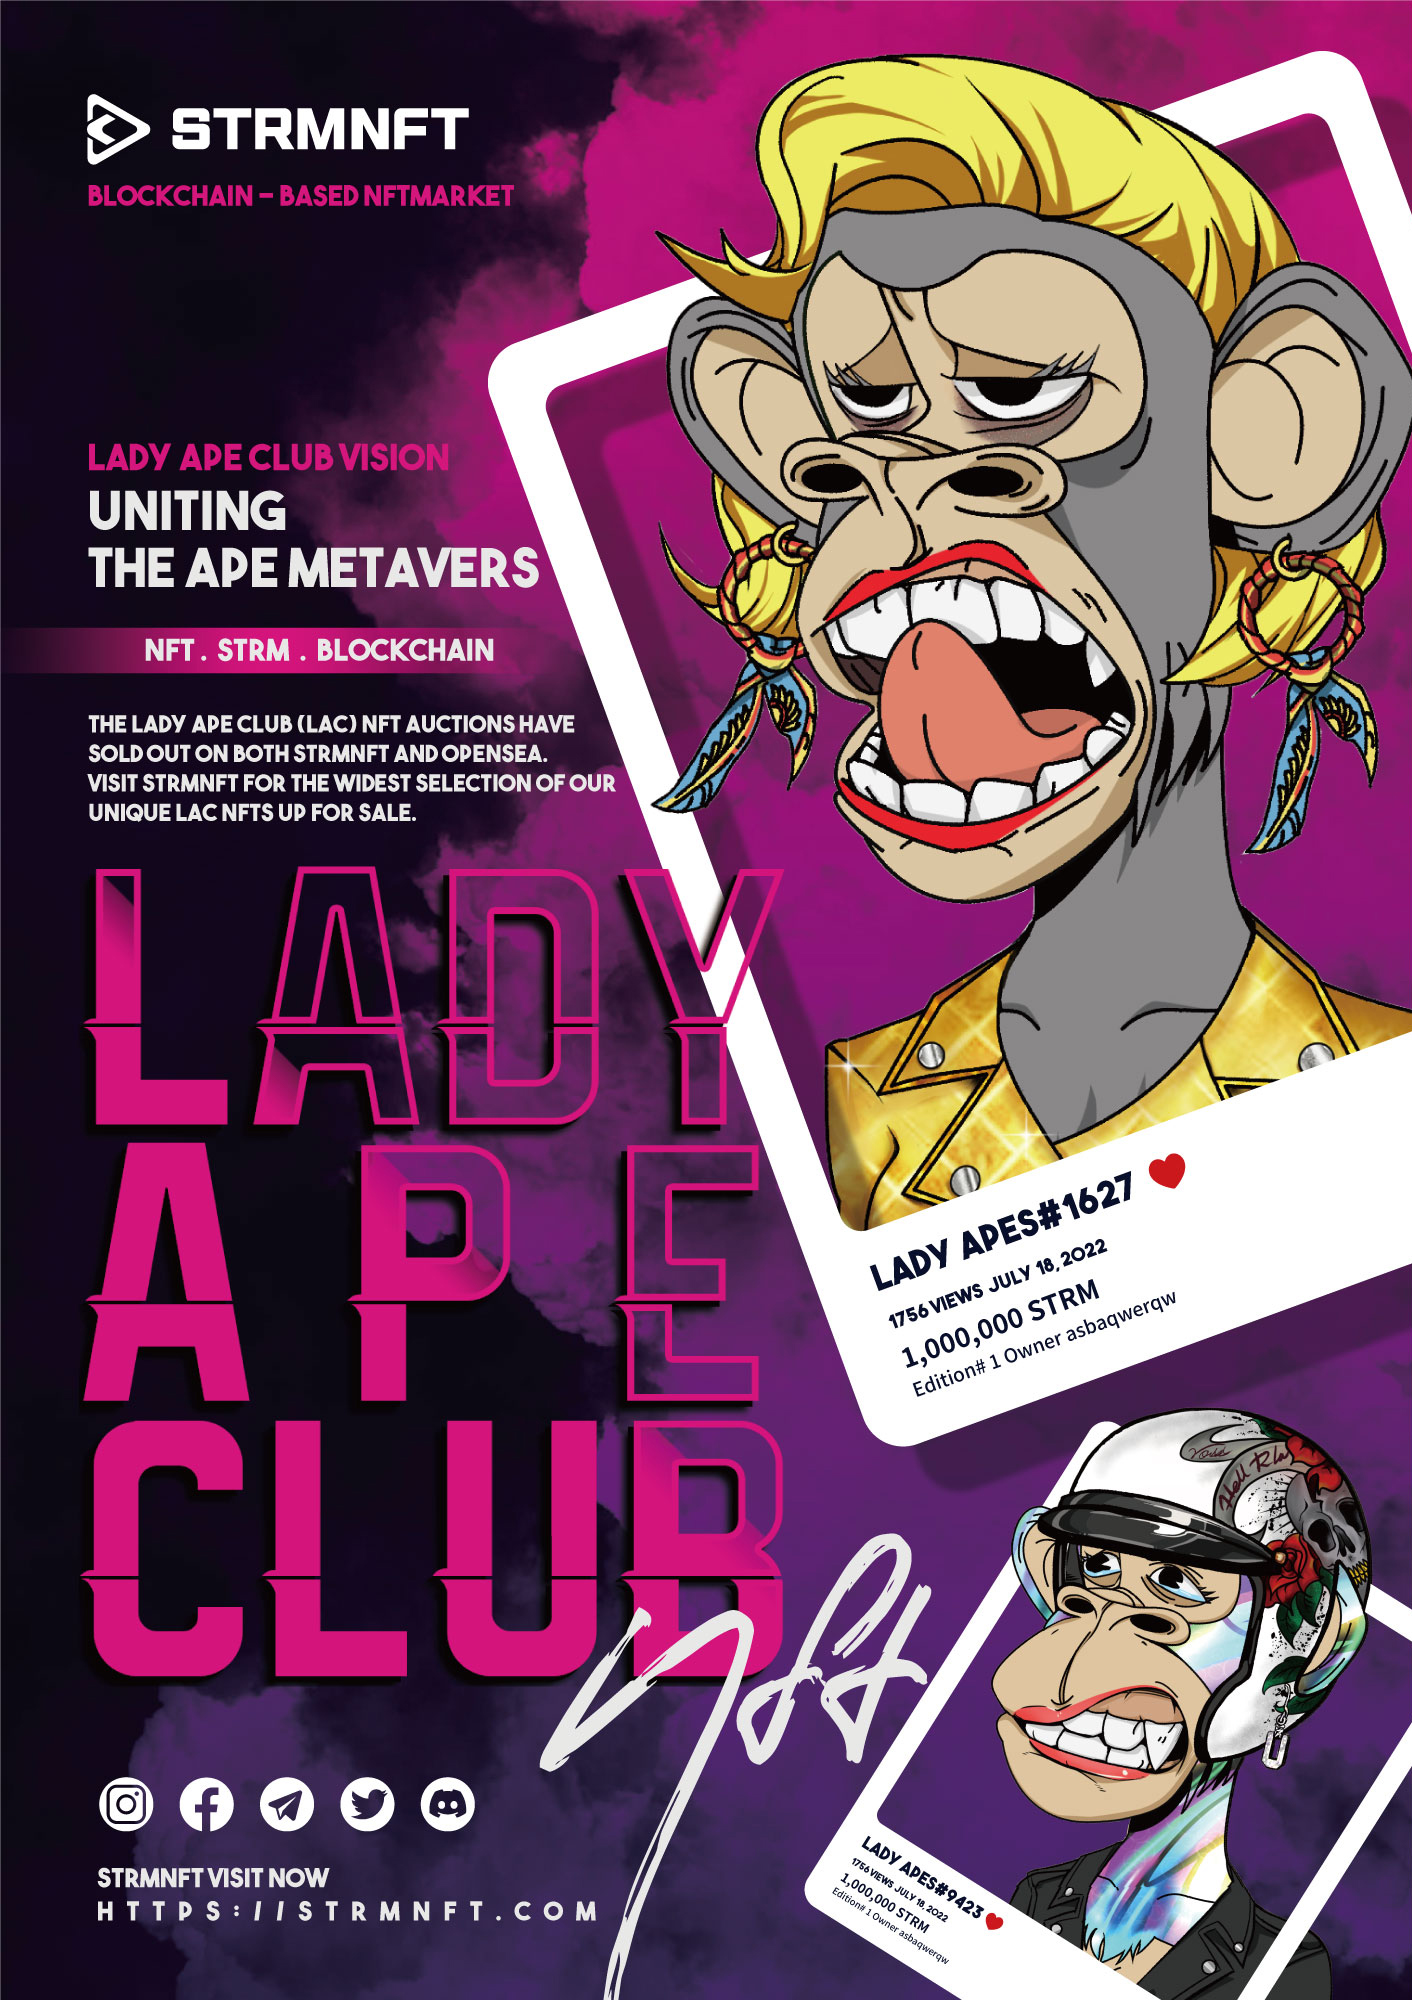 STRMNFT
BLOCKCHAIN - BASED NFTMARKET
LADY APE CLUB VISION
UNITING
THE APE METAVERS
NFT . STRM . BLOCKCHAIN
THE LADY APE CLUB (LAC) NFT AUCTIONS HAVE
SOLD OUT ON BOTH STRMNFT AND OPENSEA.
VISIT STRMNFT FOR THE WIDEST SELECTION OF OUR
UNIQUE LAC NFTS UP FOR SALE.
LADY
APE
CLUB
nft
LADY APES#1627
1756 VIEWS JULY 18, 2022
1,000,000 STRM
Edition# 1 Owner asbaqwerqw
Hell
LADY APES#9423
1756 VIEWS JULY 18, 2022
1,000,000 STRM
Edition# 1 Owner asbaqwerqw
STRMNFT VISIT NOW
HTTPS://STRMNFT.COM